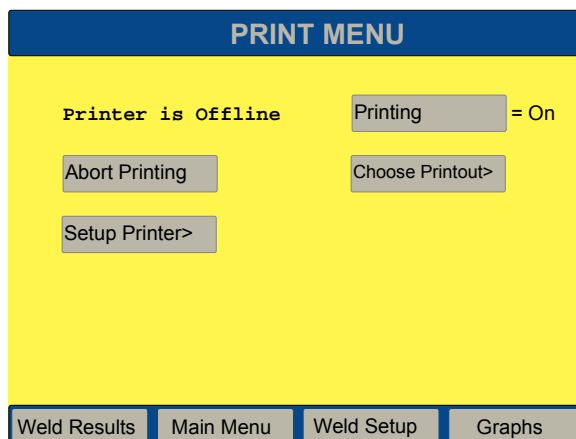 PRINT MENU
Printer is Offline
Printing = On
Abort Printing
Choose Printout>
Setup Printer>
Weld Results
Main Menu
Weld Setup
Graphs